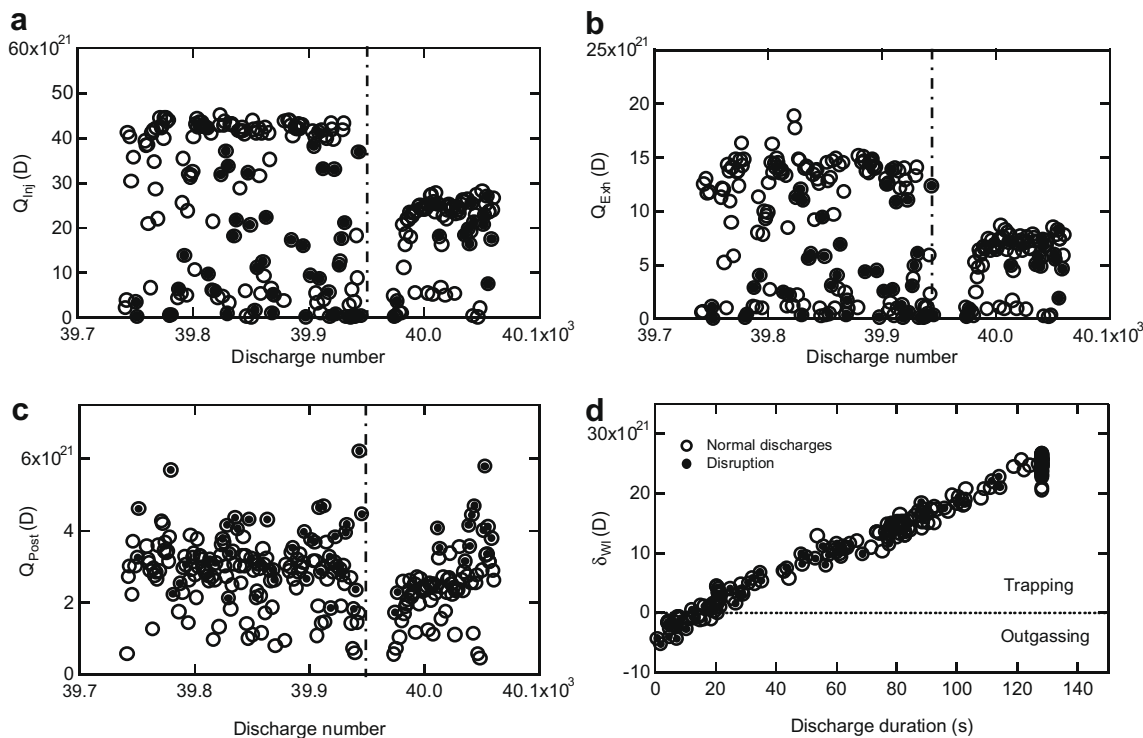 a
60x10²¹
50
40
30
20
10
0
Q_Inj (D)
39.7 39.8 39.9 40.0 40.1x10³
Discharge number
b
25x10²¹
20
15
10
5
0
Q_Exh (D)
39.7 39.8 39.9 40.0 40.1x10³
Discharge number
c
6x10²¹
4
2
0
Q_Post (D)
39.7 39.8 39.9 40.0 40.1x10³
Discharge number
d
30x10²¹
20
10
0
-10
δ_WI (D)
Normal discharges
Disruption
Trapping
Outgassing
0 20 40 60 80 100 120 140
Discharge duration (s)